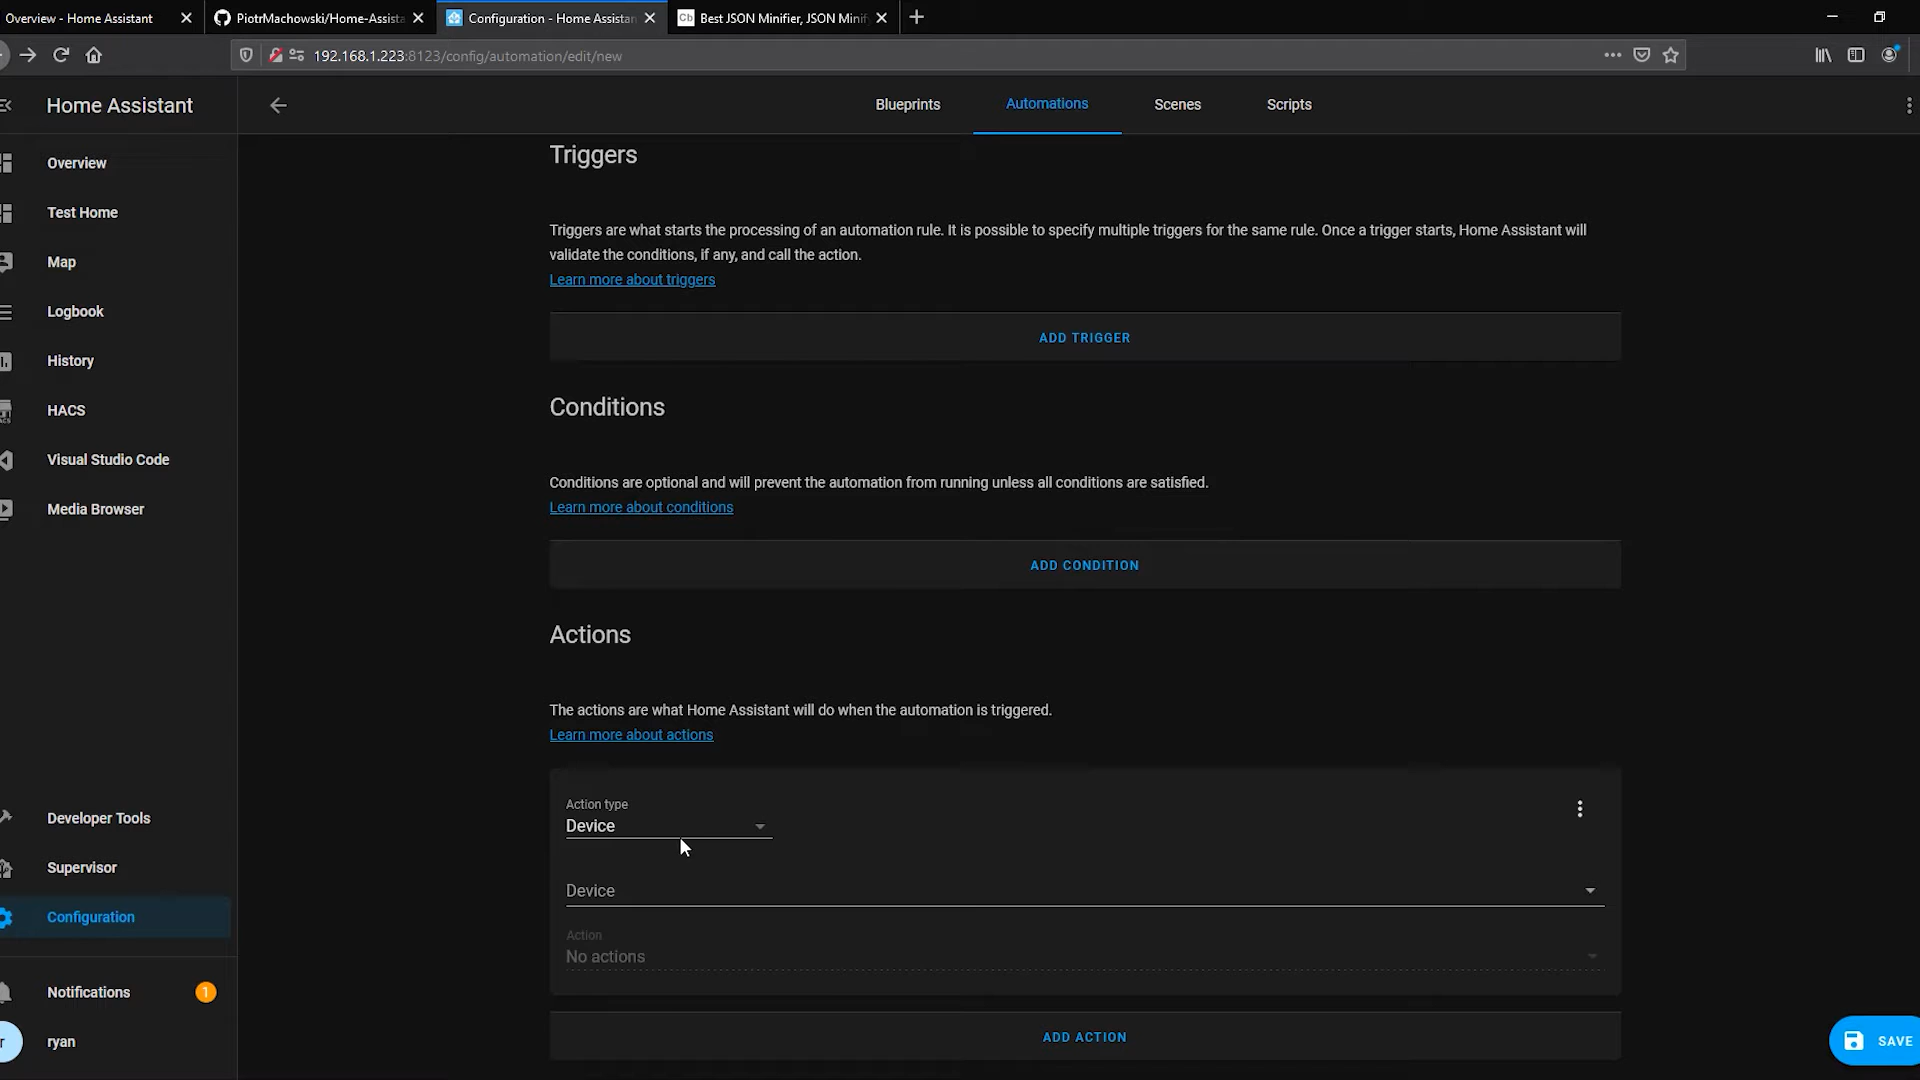 Overview - Home Assistant
PiotrMachowski/Home-Assista
Configuration - Home Assistan
Cb
Best JSON Minifier, JSON Minif
192.168.1.223:8123/config/automation/edit/new
Home Assistant
Blueprints
Automations
Scenes
Scripts
Overview
Test Home
Map
Logbook
History
HACS
Visual Studio Code
Media Browser
Developer Tools
Supervisor
Configuration
Notifications
1
r
ryan
Triggers
Triggers are what starts the processing of an automation rule. It is possible to specify multiple triggers for the same rule. Once a trigger starts, Home Assistant will
validate the conditions, if any, and call the action.
Learn more about triggers
ADD TRIGGER
Conditions
Conditions are optional and will prevent the automation from running unless all conditions are satisfied.
Learn more about conditions
ADD CONDITION
Actions
The actions are what Home Assistant will do when the automation is triggered.
Learn more about actions
Action type
Device
Device
Action
No actions
ADD ACTION
SAVE